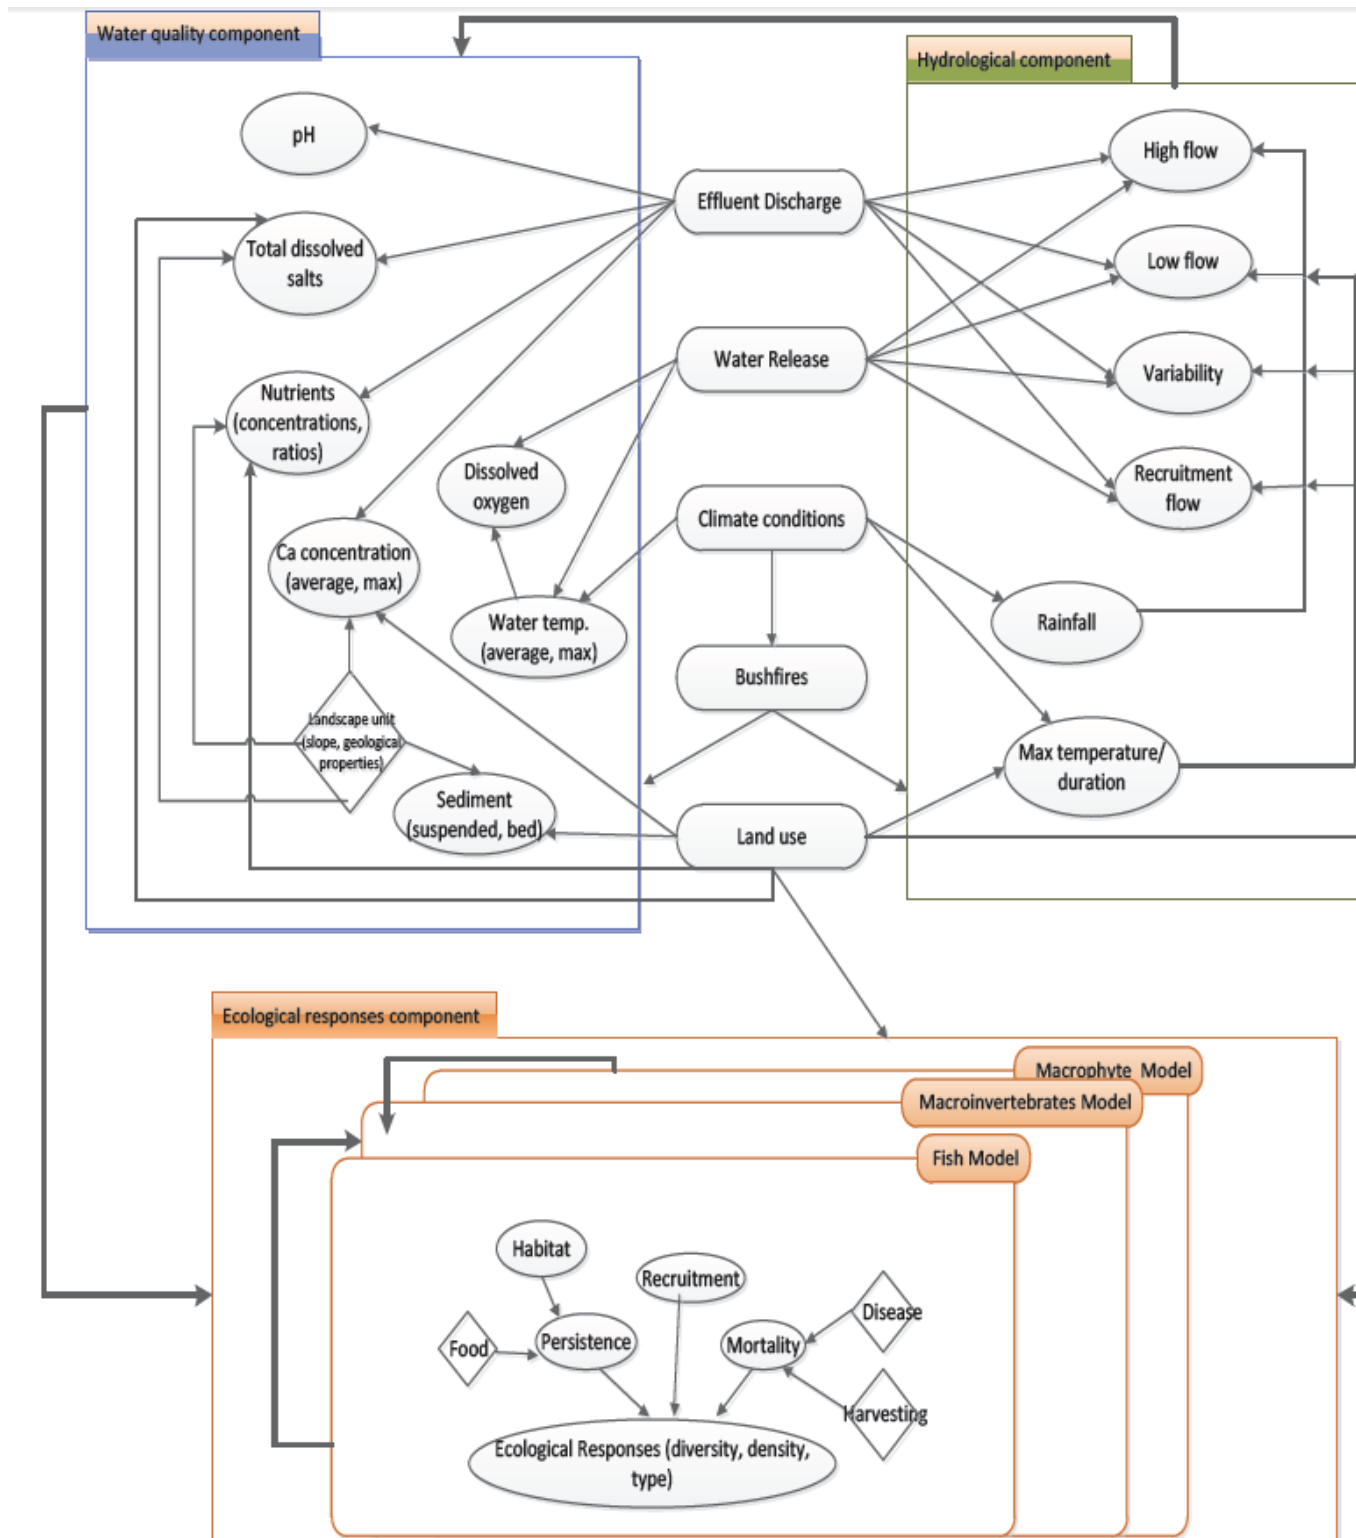 Water quality component
Hydrological component
pH
High flow
Effluent Discharge
Total dissolved
salts
Low flow
Water Release
Variability
Nutrients
(concentrations,
ratios)
Dissolved
oxygen
Recruitment
flow
Climate conditions
Ca concentration
(average, max)
Water temp.
(average, max)
Rainfall
Bushfires
Landscape unit
(slope, geological
properties)
Max temperature/
duration
Sediment
(suspended, bed)
Land use
Ecological responses component
Macrophyte Model
Macroinvertebrates Model
Fish Model
Habitat
Recruitment
Disease
Food
Persistence
Mortality
Harvesting
Ecological Responses (diversity, density,
type)